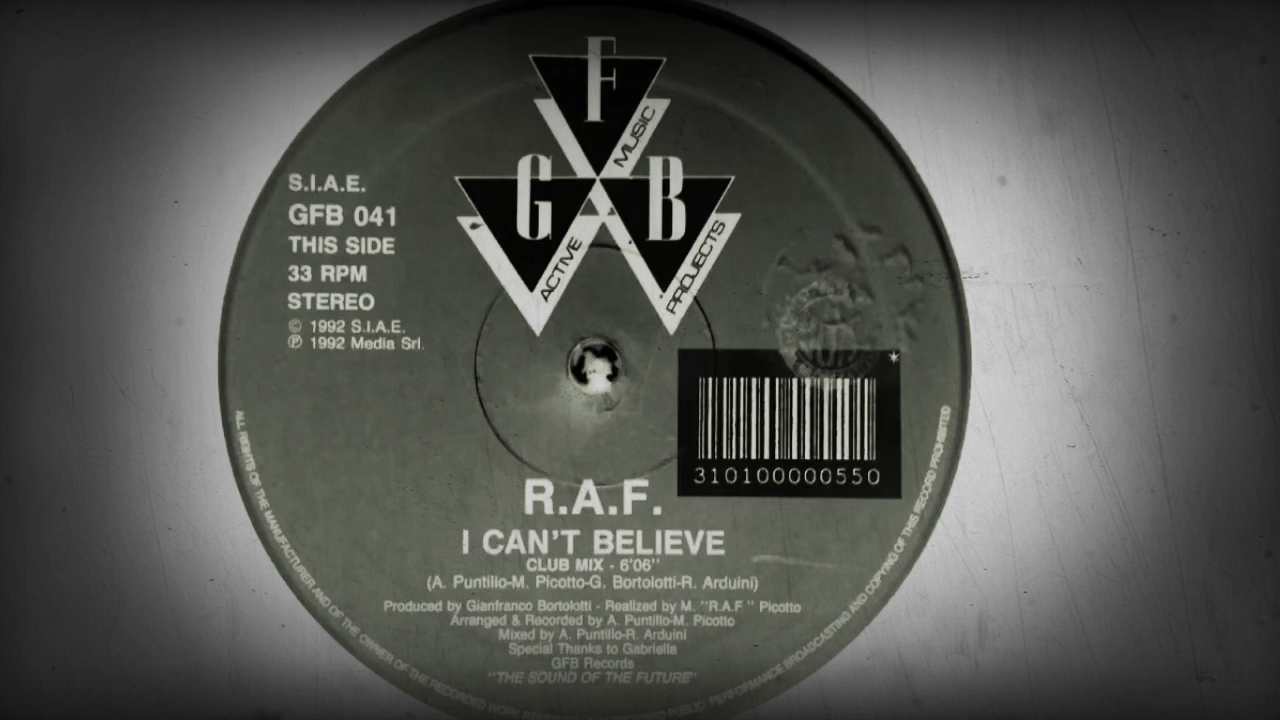 F
MUSIC
G B
ACTIVE
PROJECTS
S.I.A.E.
GFB 041
THIS SIDE
33 RPM
STEREO
© 1992 S.I.A.E.
℗ 1992 Media Srl.
*
310100000550
R.A.F.
I CAN'T BELIEVE
CLUB MIX - 6'06"
(A. Puntillo-M. Picotto-G. Bortolotti-R. Arduini)
Produced by Gianfranco Bortolotti - Realized by M. "R.A.F " Picotto
Arranged & Recorded by A. Puntillo-M. Picotto
Mixed by A. Puntillo-R. Arduini
Special Thanks to Gabriella
GFB Records
"THE SOUND OF THE FUTURE"
ALL RIGHTS OF THE MANUFACTURER AND OF THE OWNER OF THE RECORDED WORK PUBLIC PERFORMANCE BROADCASTING AND COPYING OF THIS RECORD PROHIBITED